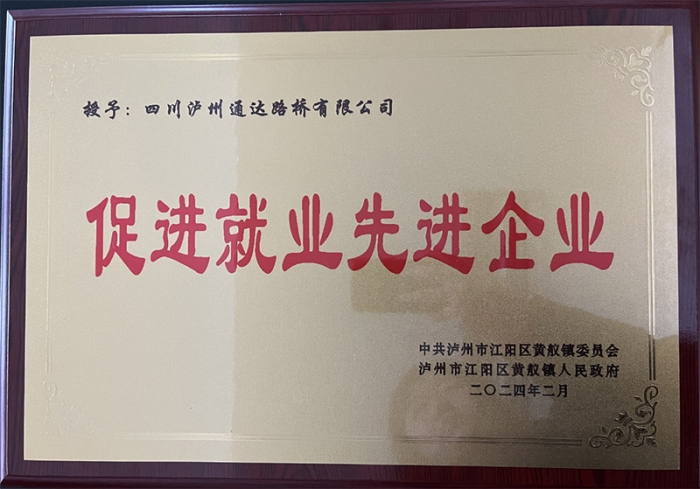 授予：四川泸州通达路桥有限公司
促进就业先进企业
中共泸州市江阳区黄舣镇委员会
泸州市江阳区黄舣镇人民政府
二〇二四年二月